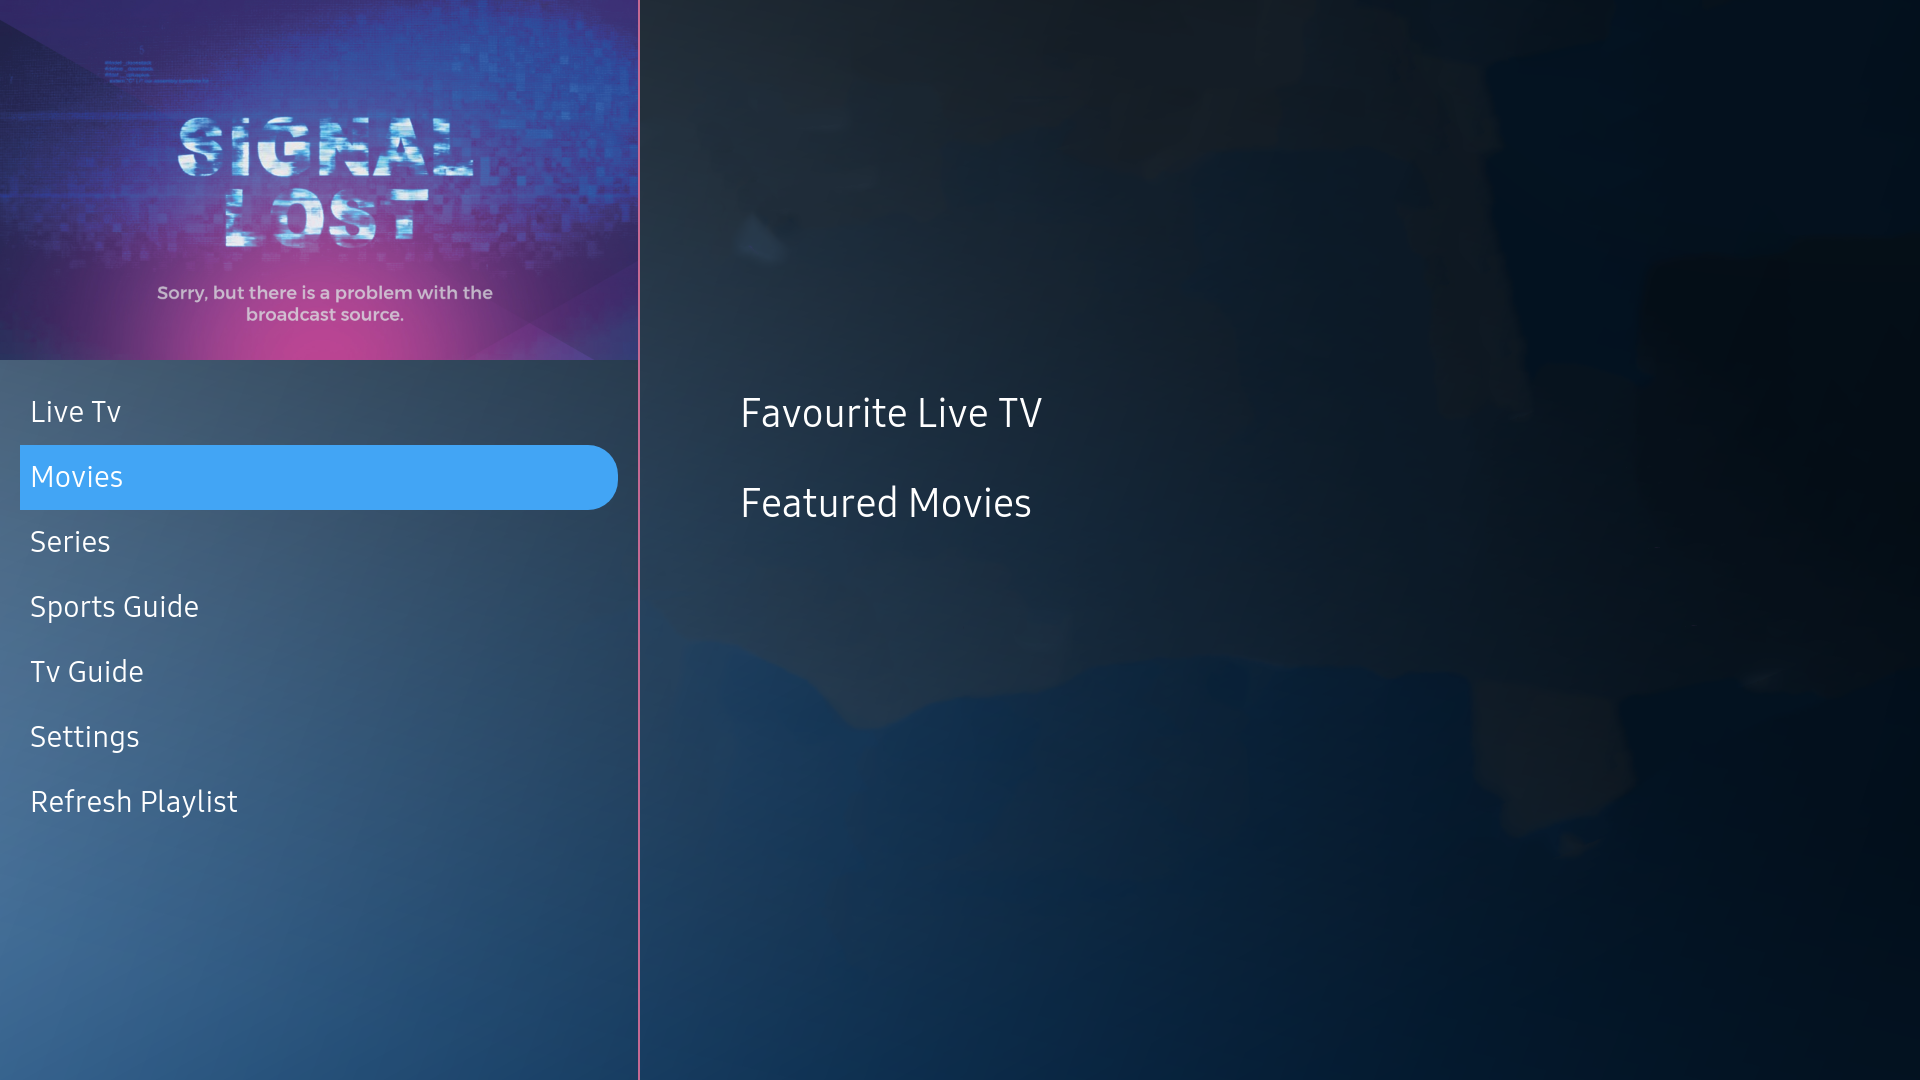 SIGNAL
LOST
Sorry, but there is a problem with the
broadcast source.
Live Tv
Movies
Series
Sports Guide
Tv Guide
Settings
Refresh Playlist
Favourite Live TV
Featured Movies